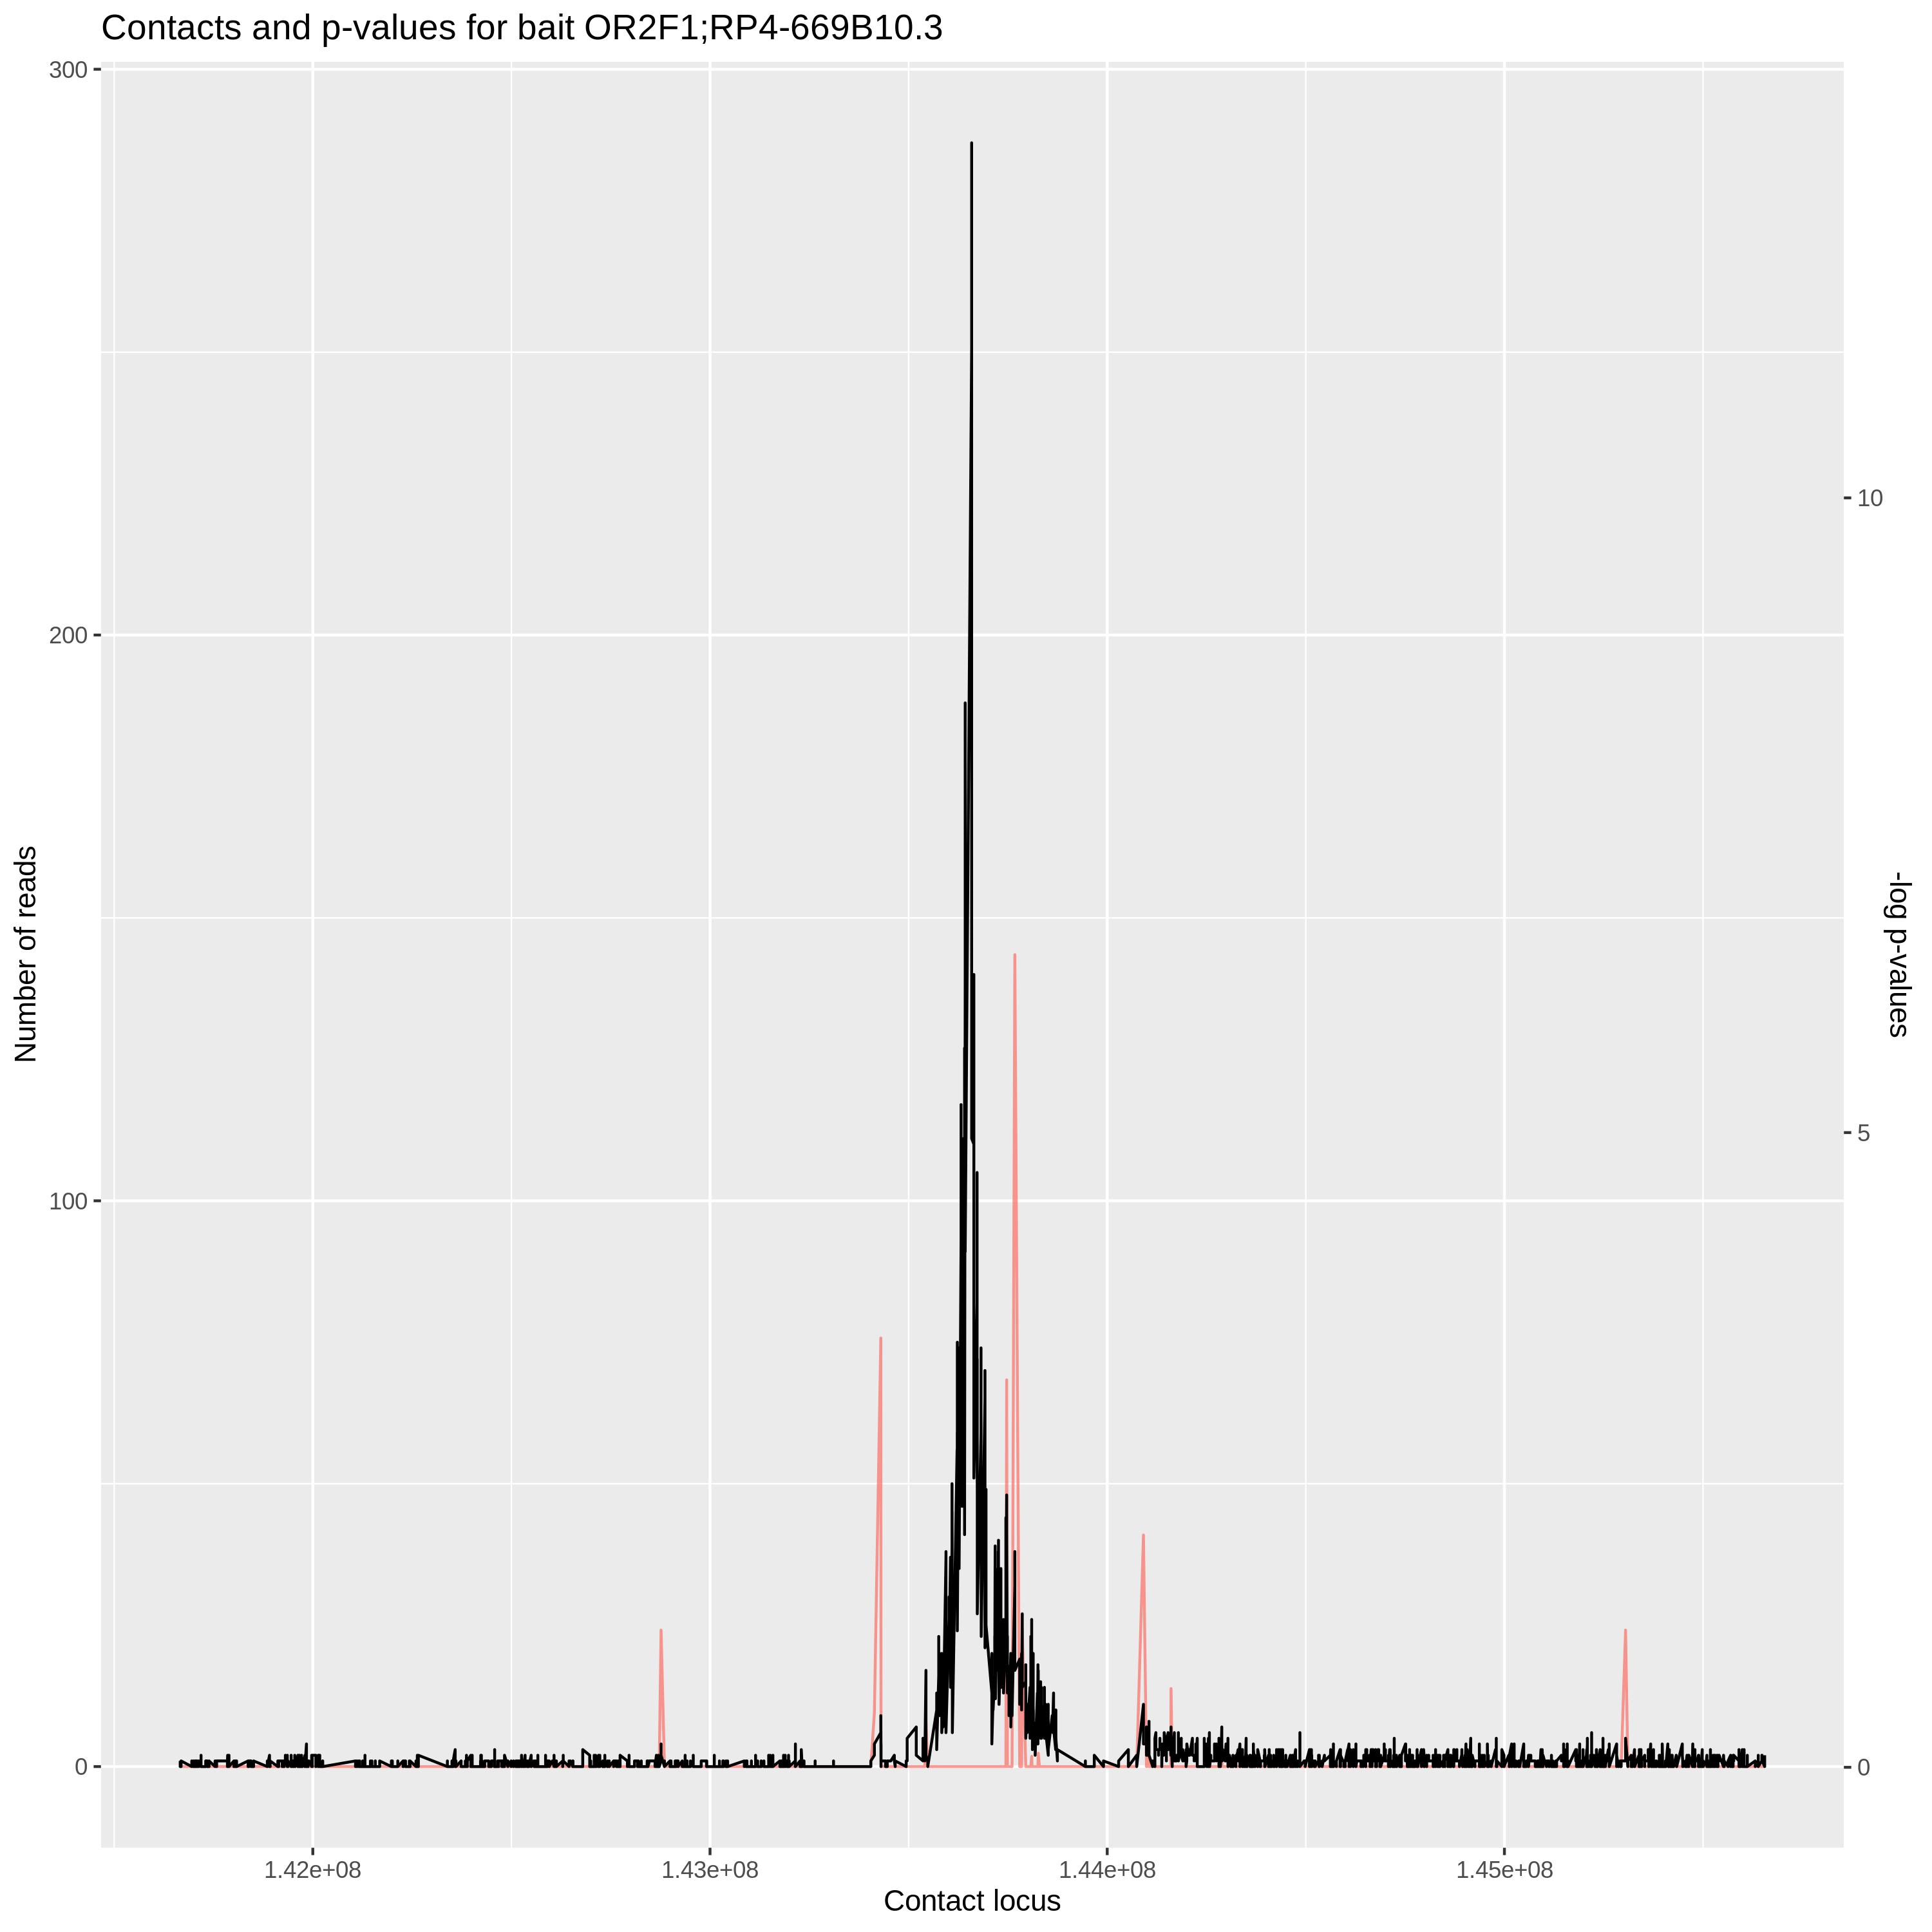 Contacts and p-values for bait OR2F1;RP4-669B10.3
300
200
100
0
Number of reads
10
5
0
-log p-values
1.42e+08
1.43e+08
1.44e+08
1.45e+08
Contact locus